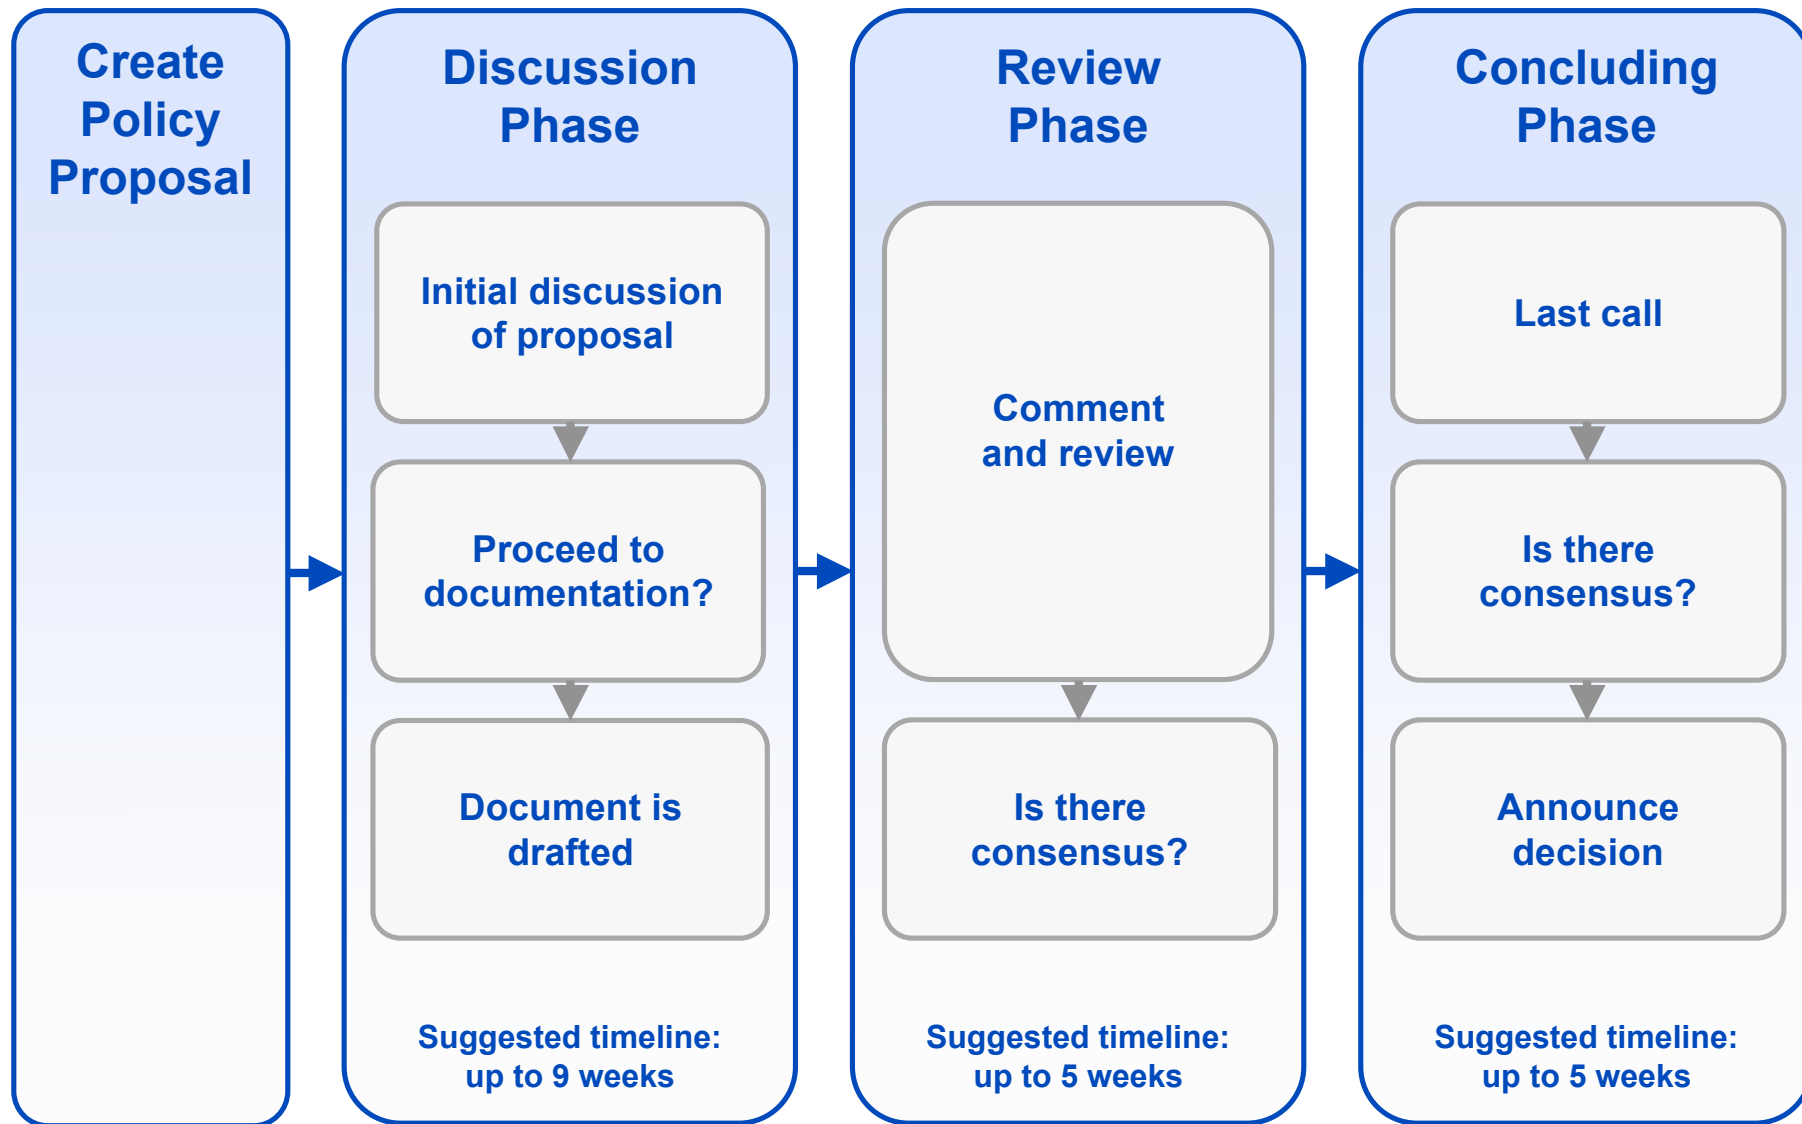 Create
Policy
Proposal
Discussion
Phase
Initial discussion
of proposal
Proceed to
documentation?
Document is
drafted
Suggested timeline:
up to 9 weeks
Review
Phase
Comment
and review
Is there
consensus?
Suggested timeline:
up to 5 weeks
Concluding
Phase
Last call
Is there
consensus?
Announce
decision
Suggested timeline:
up to 5 weeks